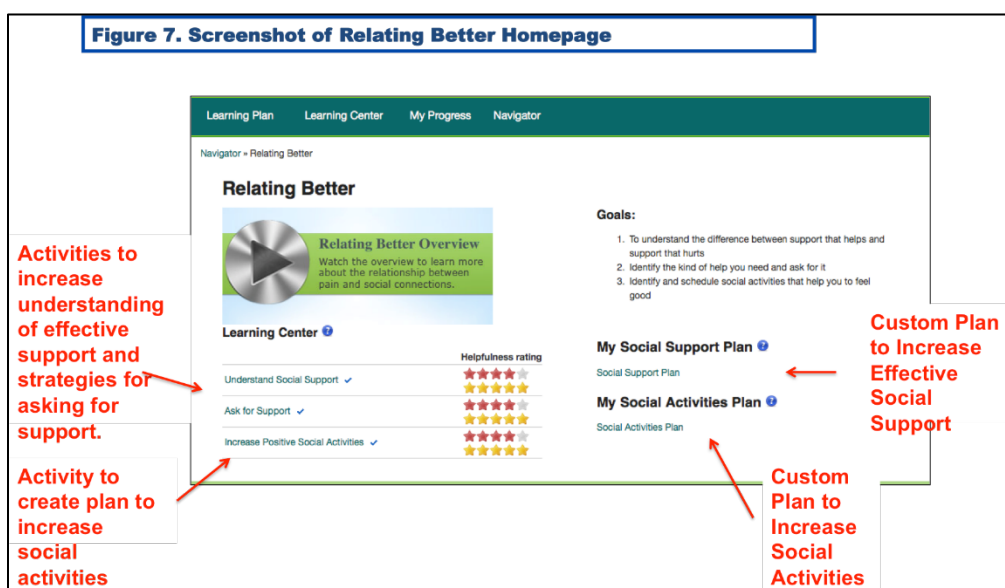 Figure 7. Screenshot of Relating Better Homepage
Learning Plan Learning Center My Progress Navigator
Navigator » Relating Better
Relating Better
Relating Better Overview
Watch the overview to learn more
about the relationship between
pain and social connections.
Goals:
1. To understand the difference between support that helps and
support that hurts
2. Identify the kind of help you need and ask for it
3. Identify and schedule social activities that help you to feel
good
Learning Center ?
Helpfulness rating
Understand Social Support ✓
Ask for Support ✓
Increase Positive Social Activities ✓
My Social Support Plan ?
Social Support Plan
My Social Activities Plan ?
Social Activities Plan
Activities to
increase
understanding
of effective
support and
strategies for
asking for
support.
Activity to
create plan to
increase
social
activities
Custom Plan
to Increase
Effective
Social
Support
Custom
Plan to
Increase
Social
Activities